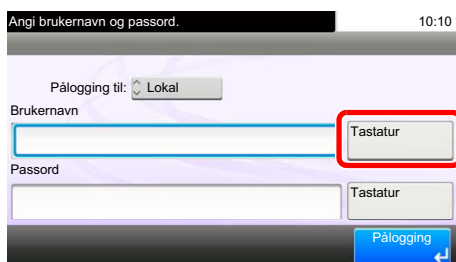 Angi brukernavn og passord. 10:10
Pålogging til: Lokal
Brukernavn
Tastatur
Passord
Tastatur
Pålogging